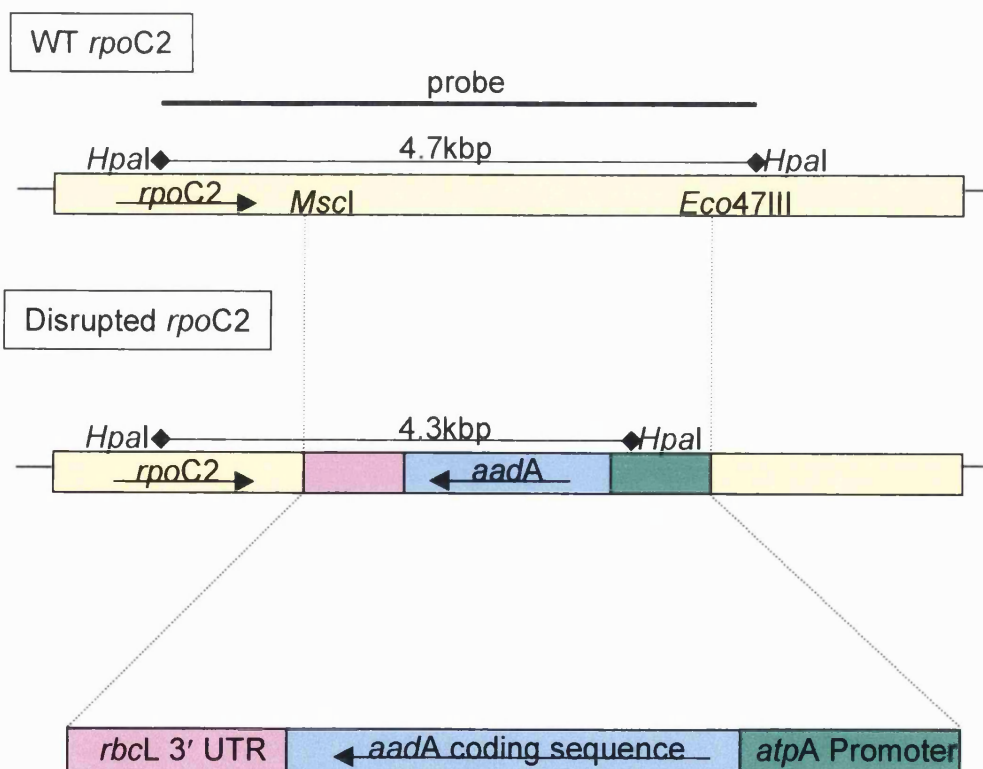 WT rpoC2
probe
4.7kbp
HpaI HpaI
rpoC2 MscI Eco47III
Disrupted rpoC2
4.3kbp
HpaI HpaI
rpoC2 aadA
rbcL 3′ UTR aadA coding sequence atpA Promoter